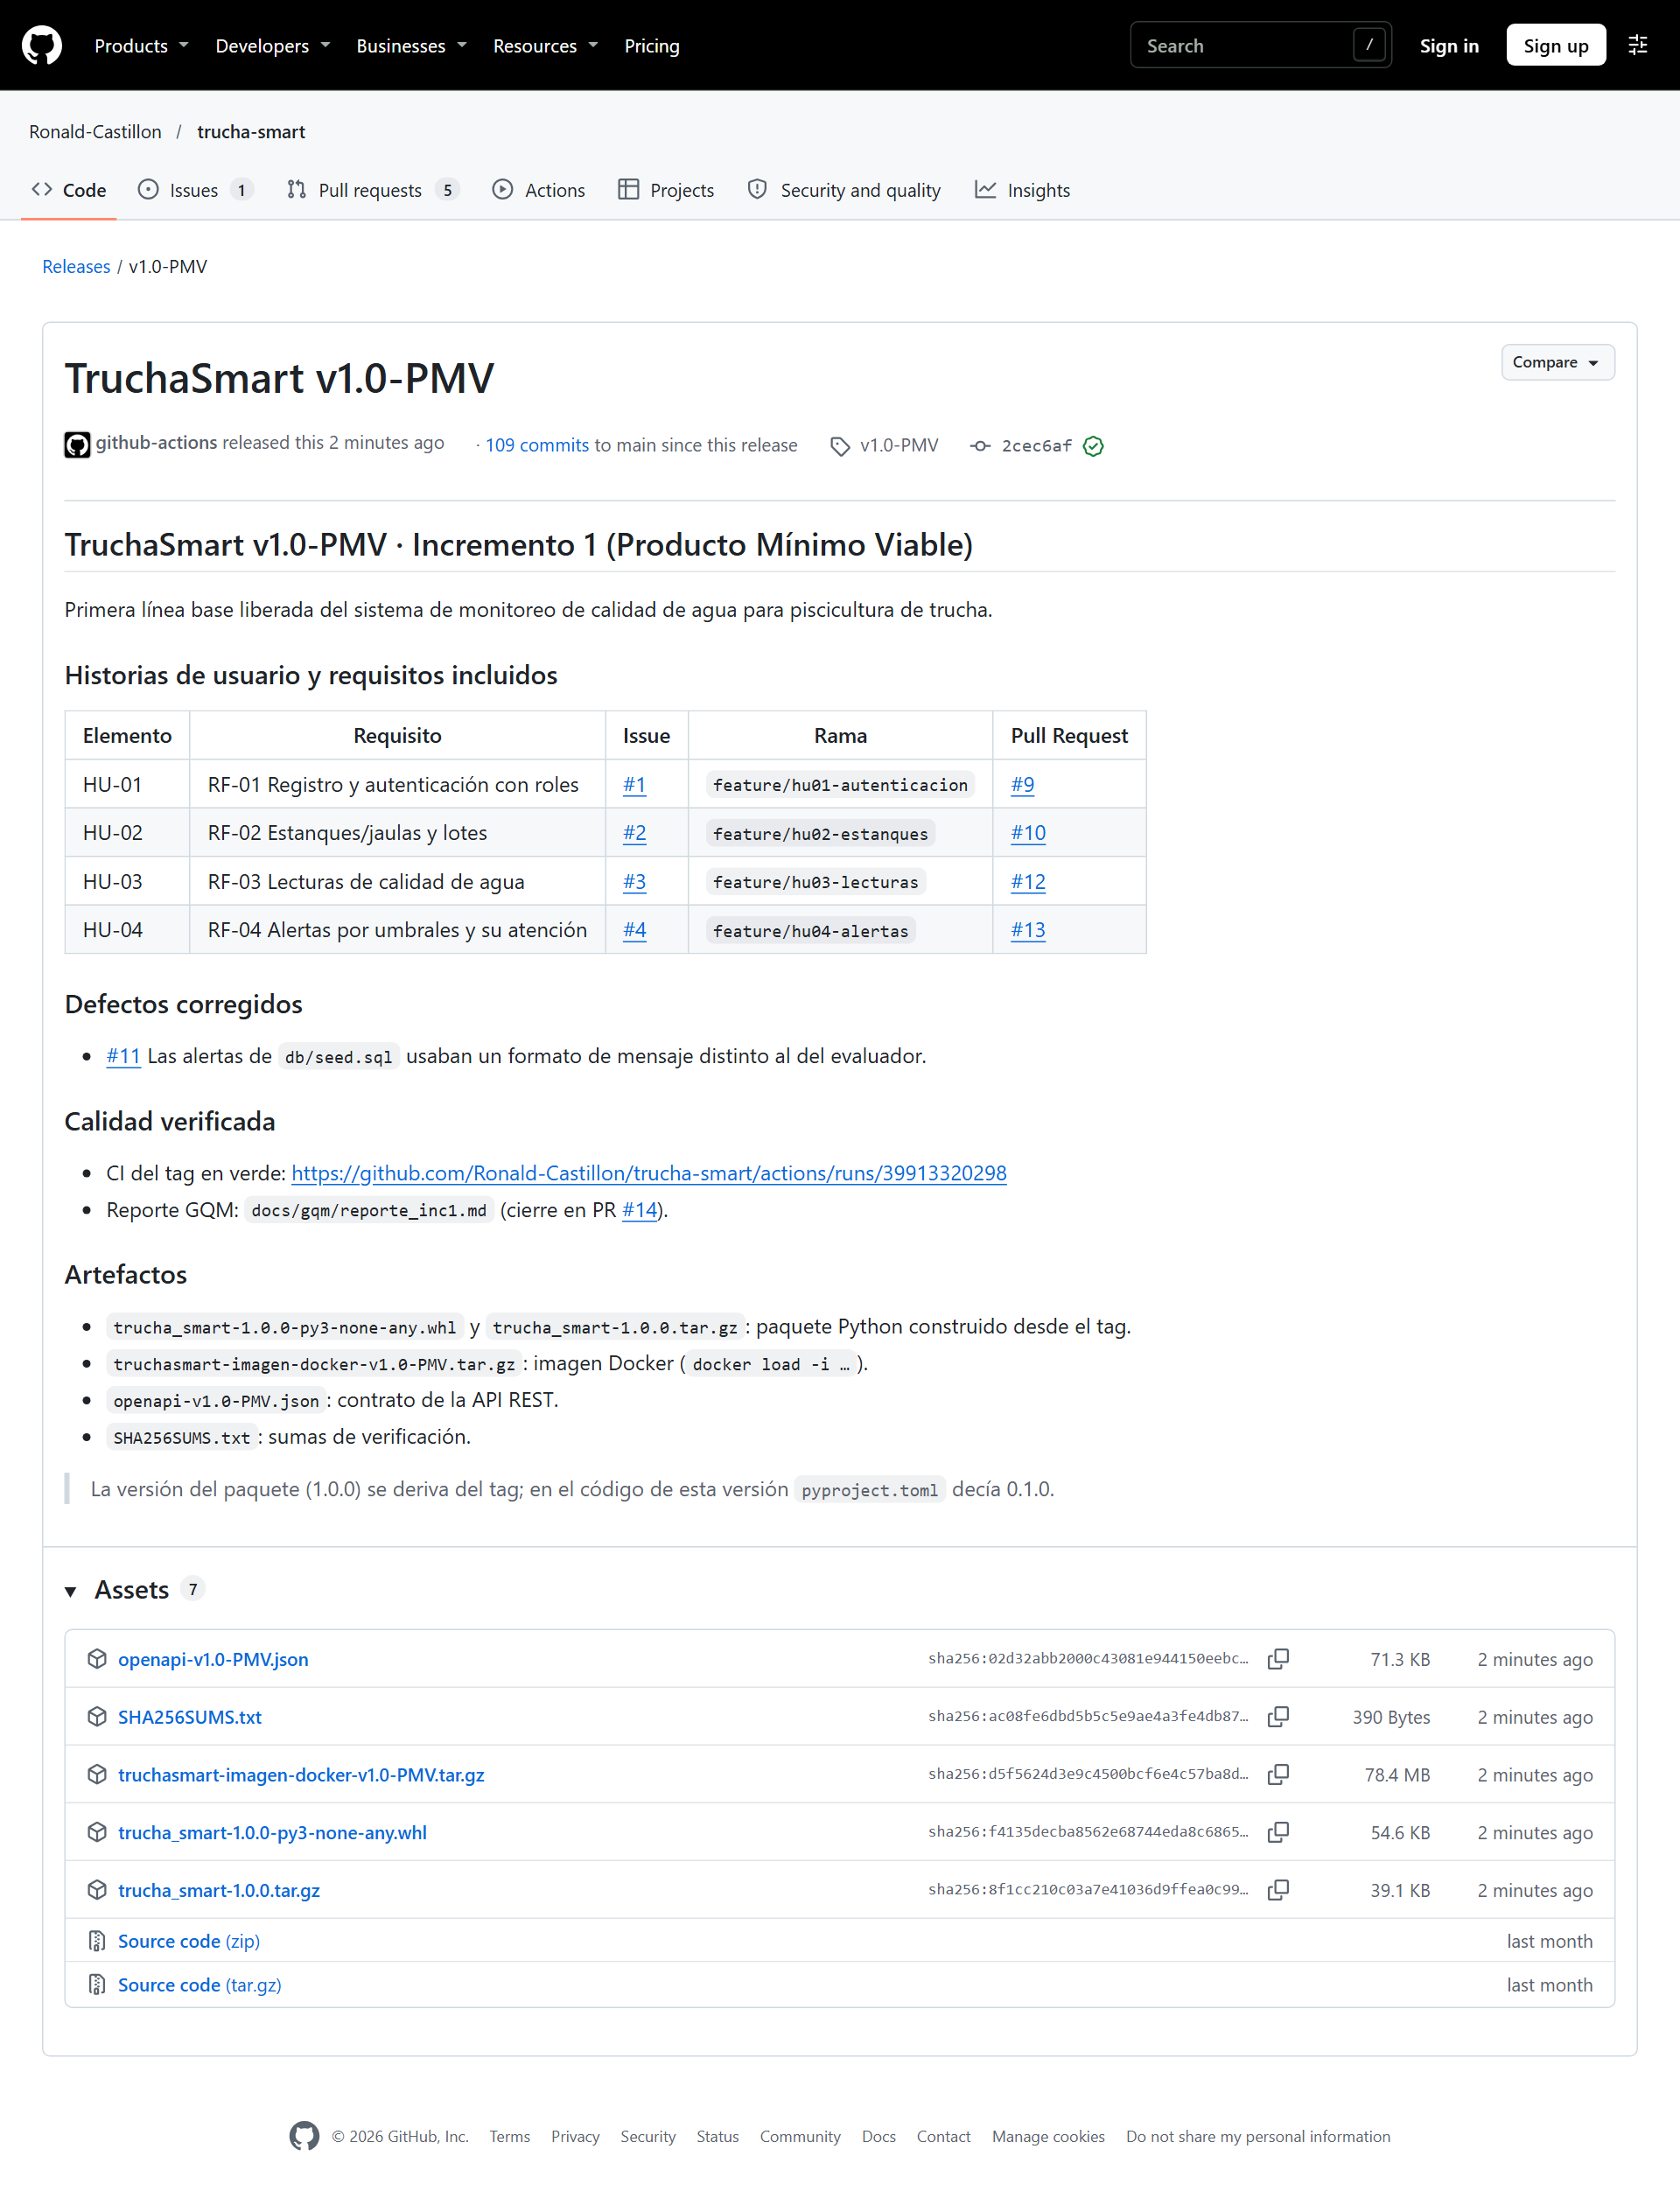 Products Developers Businesses Resources Pricing Search / Sign in Sign up
Ronald-Castillon / trucha-smart
Code Issues 1 Pull requests 5 Actions Projects Security and quality Insights
Releases / v1.0-PMV
TruchaSmart v1.0-PMV
Compare
github-actions released this 2 minutes ago · 109 commits to main since this release v1.0-PMV 2cec6af
TruchaSmart v1.0-PMV · Incremento 1 (Producto Mínimo Viable)
Primera línea base liberada del sistema de monitoreo de calidad de agua para piscicultura de trucha.
Historias de usuario y requisitos incluidos
Elemento Requisito Issue Rama Pull Request
HU-01 RF-01 Registro y autenticación con roles #1 feature/hu01-autenticacion #9
HU-02 RF-02 Estanques/jaulas y lotes #2 feature/hu02-estanques #10
HU-03 RF-03 Lecturas de calidad de agua #3 feature/hu03-lecturas #12
HU-04 RF-04 Alertas por umbrales y su atención #4 feature/hu04-alertas #13
Defectos corregidos
#11 Las alertas de db/seed.sql usaban un formato de mensaje distinto al del evaluador.
Calidad verificada
CI del tag en verde: https://github.com/Ronald-Castillon/trucha-smart/actions/runs/39913320298
Reporte GQM: docs/gqm/reporte_inc1.md (cierre en PR #14).
Artefactos
trucha_smart-1.0.0-py3-none-any.whl y trucha_smart-1.0.0.tar.gz: paquete Python construido desde el tag.
truchasmart-imagen-docker-v1.0-PMV.tar.gz: imagen Docker (docker load -i …).
openapi-v1.0-PMV.json: contrato de la API REST.
SHA256SUMS.txt: sumas de verificación.
La versión del paquete (1.0.0) se deriva del tag; en el código de esta versión pyproject.toml decía 0.1.0.
Assets 7
openapi-v1.0-PMV.json sha256:02d32abb2000c43081e944150eebc… 71.3 KB 2 minutes ago
SHA256SUMS.txt sha256:ac08fe6dbd5b5c5e9ae4a3fe4db87… 390 Bytes 2 minutes ago
truchasmart-imagen-docker-v1.0-PMV.tar.gz sha256:d5f5624d3e9c4500bcf6e4c57ba8d… 78.4 MB 2 minutes ago
trucha_smart-1.0.0-py3-none-any.whl sha256:f4135decba8562e68744eda8c6865… 54.6 KB 2 minutes ago
trucha_smart-1.0.0.tar.gz sha256:8f1cc210c03a7e41036d9ffea0c99… 39.1 KB 2 minutes ago
Source code (zip) last month
Source code (tar.gz) last month
© 2026 GitHub, Inc. Terms Privacy Security Status Community Docs Contact Manage cookies Do not share my personal information